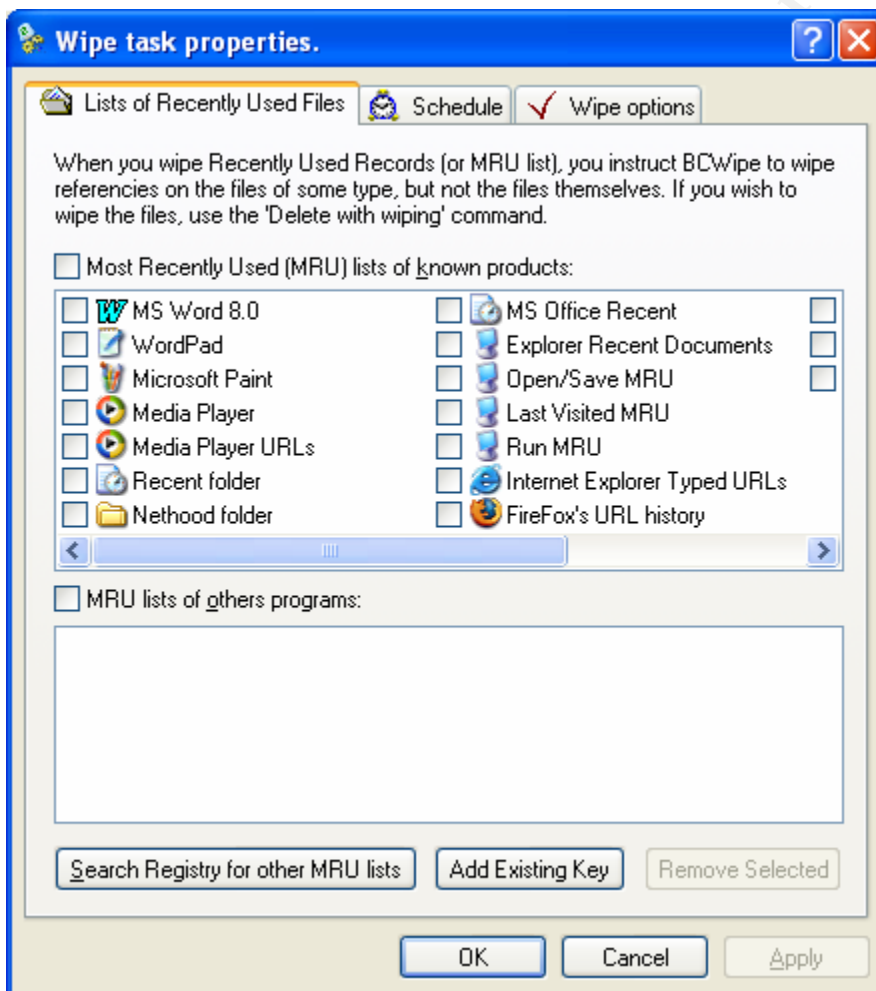 Wipe task properties.
Lists of Recently Used Files
Schedule
Wipe options
When you wipe Recently Used Records (or MRU list), you instruct BCWipe to wipe
referencies on the files of some type, but not the files themselves. If you wish to
wipe the files, use the 'Delete with wiping' command.
Most Recently Used (MRU) lists of known products:
MS Word 8.0
WordPad
Microsoft Paint
Media Player
Media Player URLs
Recent folder
Nethood folder
MS Office Recent
Explorer Recent Documents
Open/Save MRU
Last Visited MRU
Run MRU
Internet Explorer Typed URLs
FireFox's URL history
MRU lists of others programs:
Search Registry for other MRU lists
Add Existing Key
Remove Selected
OK
Cancel
Apply